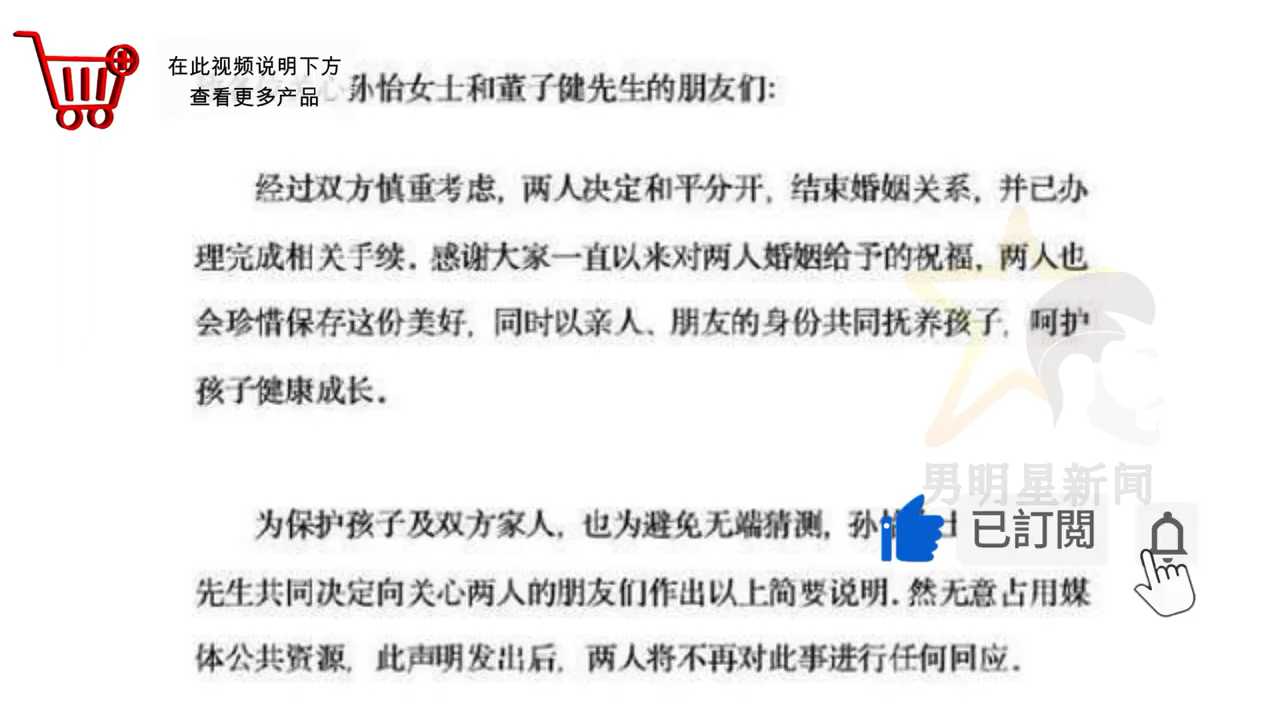 在此视频说明下方
查看更多产品
心孙怡女士和董子健先生的朋友们：
经过双方慎重考虑，两人决定和平分开，结束婚姻关系，并已办
理完成相关手续．感谢大家一直以来对两人婚姻给予的祝福，两人也
会珍惜保存这份美好，同时以亲人、朋友的身份共同抚养孩子，呵护
孩子健康成长．
男明星新闻
为保护孩子及双方家人，也为避免无端猜测，孙怡女士
已訂閱
先生共同决定向关心两人的朋友们作出以上简要说明．然无意占用媒
体公共资源，此声明发出后，两人将不再对此事进行任何回应．